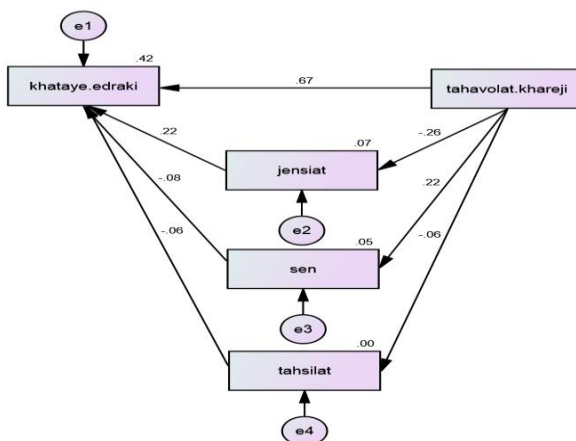 e1
.42
khataye.edraki
.67
tahavolat.khareji
.22
.07
-.26
jensiat
-.08
.22
e2
.05
-.06
sen
-.06
e3
.00
tahsilat
e4